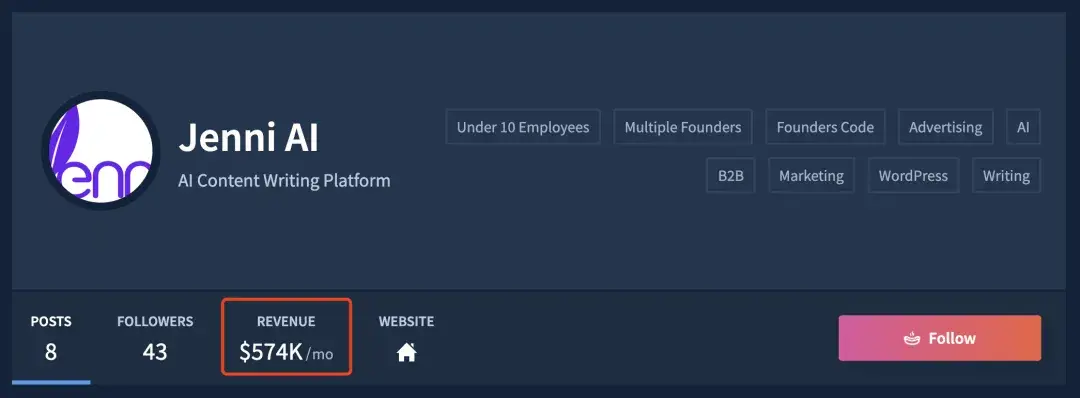 Jenni AI
AI Content Writing Platform
Under 10 Employees Multiple Founders Founders Code Advertising AI
B2B Marketing WordPress Writing
enn
POSTS FOLLOWERS REVENUE WEBSITE
8 43 $574K /mo
Follow